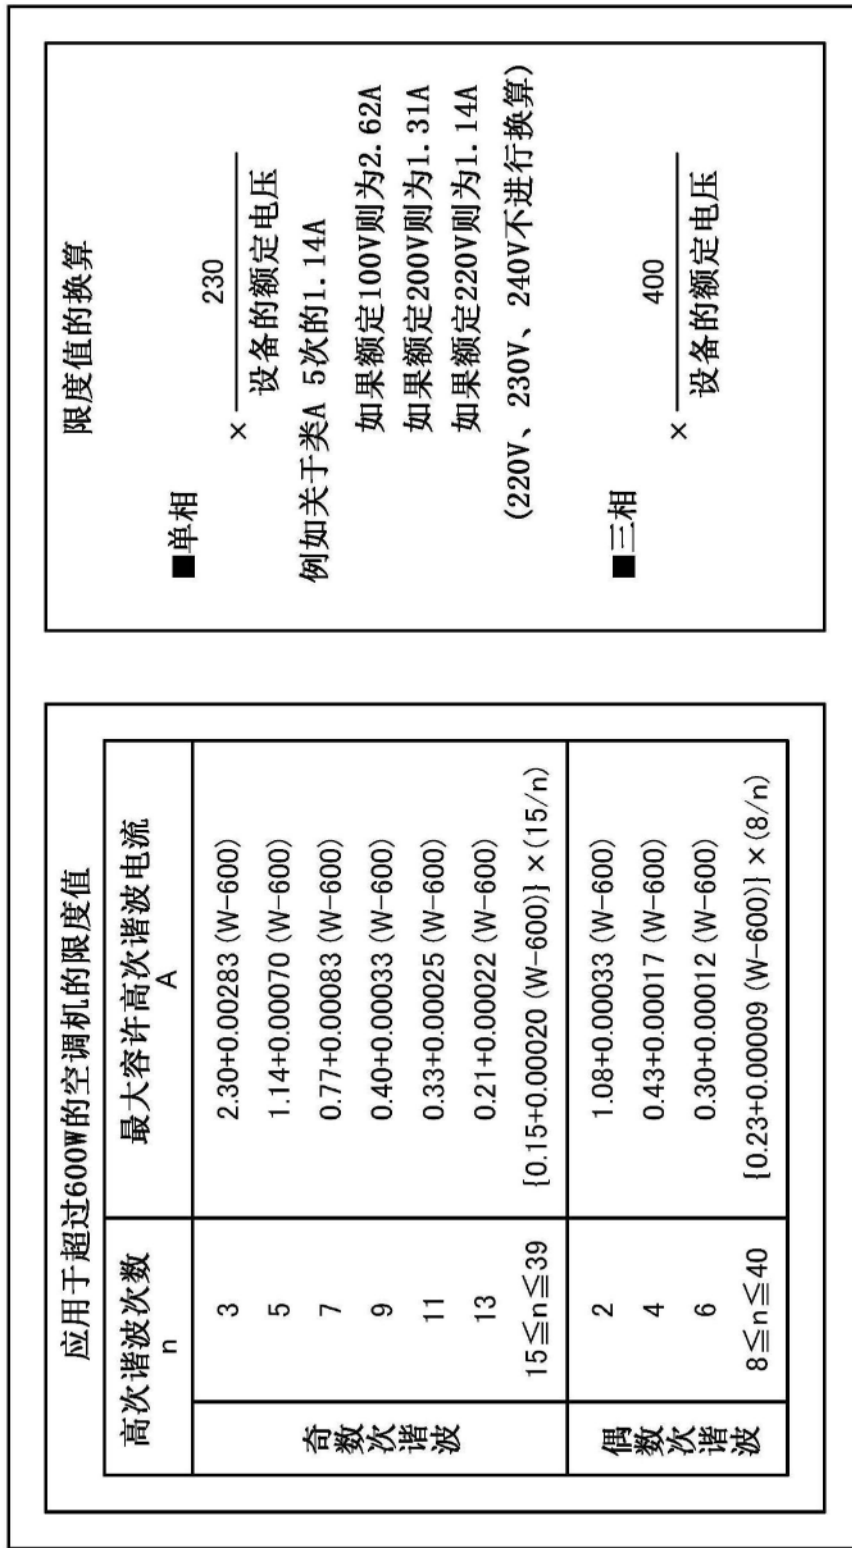 应用于超过600W的空调机的限度值
高次谐波次数
n
最大容许高次谐波电流
A
奇数次谐波
3 2.30+0.00283 (W-600)
5 1.14+0.00070 (W-600)
7 0.77+0.00083 (W-600)
9 0.40+0.00033 (W-600)
11 0.33+0.00025 (W-600)
13 0.21+0.00022 (W-600)
15≦n≦39 {0.15+0.00020 (W-600)} × (15/n)
偶数次谐波
2 1.08+0.00033 (W-600)
4 0.43+0.00017 (W-600)
6 0.30+0.00012 (W-600)
8≦n≦40 {0.23+0.00009 (W-600)} × (8/n)
限度值的换算
■单相
230
×
设备的额定电压
例如关于类A 5次的1.14A
如果额定100V则为2.62A
如果额定200V则为1.31A
如果额定220V则为1.14A
(220V、230V、240V不进行换算)
■三相
400
×
设备的额定电压